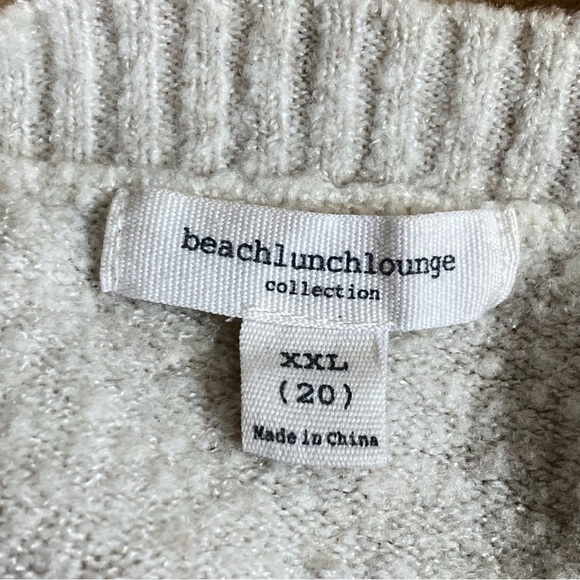 beachlunchlounge
collection
XXL
(20)
Made in China